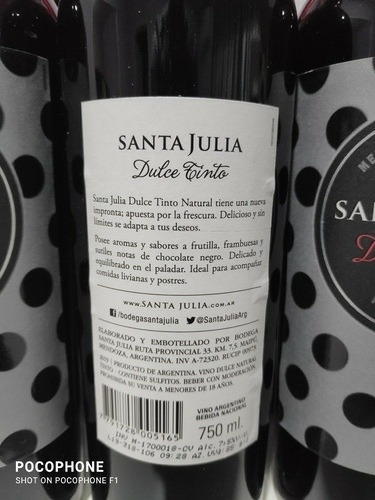 SANTA JULIA
Dulce Tinto
Santa Julia Dulce Tinto Natural tiene una nueva
impronta; apuesta por la frescura. Delicioso y sin
límites se adapta a tus deseos.
Posee aromas y sabores a frutilla, frambuesas y
sutiles notas de chocolate negro. Delicado y
equilibrado en el paladar. Ideal para acompañar
comidas livianas y postres.
www.SANTA JULIA.COM.AR
/bodegasantajulia @SantaJuliaArg
ELABORADO Y EMBOTELLADO POR BODEGA
SANTA JULIA RUTA PROVINCIAL 33, KM. 7,5, MAIPÚ,
MENDOZA, ARGENTINA. INV A-72320. RUCIP
2019 | PRODUCTO DE ARGENTINA. VINO DULCE NATURAL
TINTO | CONTIENE SULFITOS. BEBER CON MODERACIÓN.
PROHIBIDA SU VENTA A MENORES DE 18 AÑOS.
VINO ARGENTINO
BEBIDA NACIONAL
750 ml.
7791728005165
SA
POCOPHONE
SHOT ON POCOPHONE F1